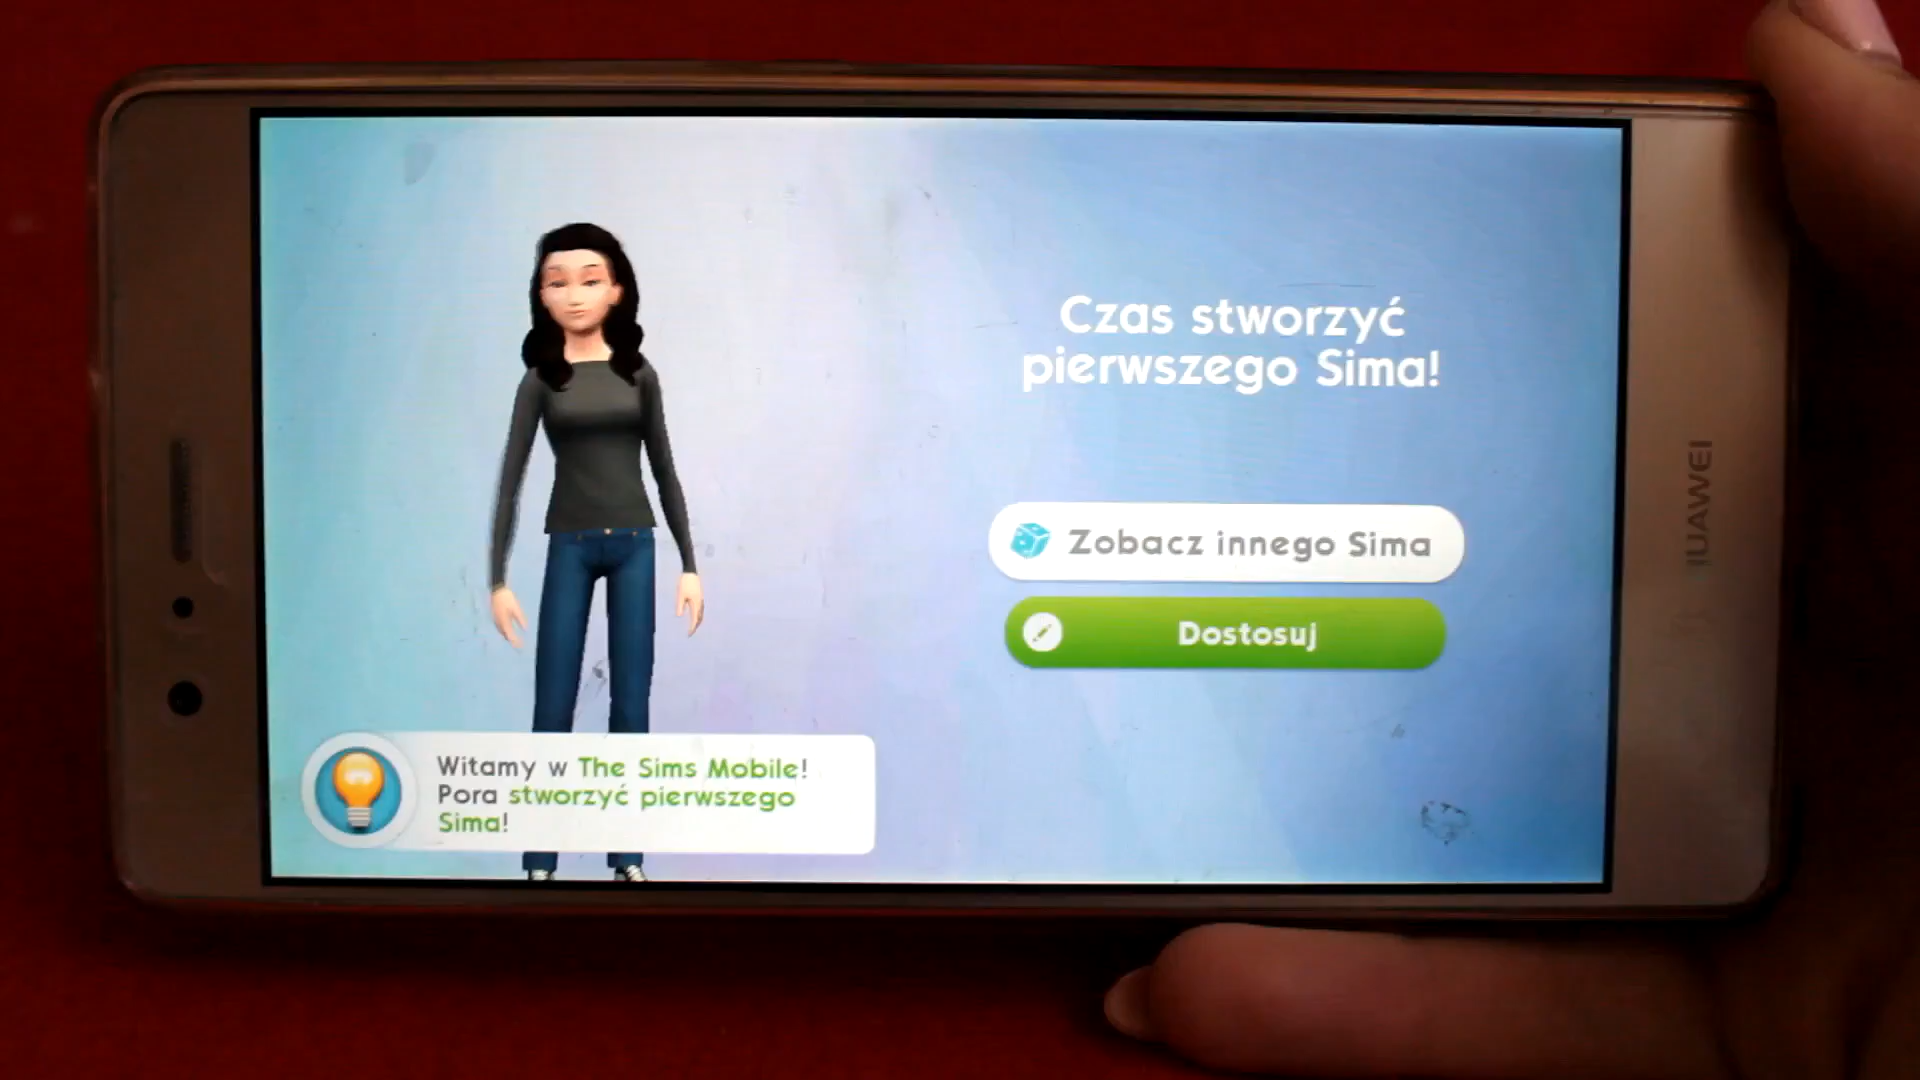 Czas stworzyć
pierwszego Sima!
Zobacz innego Sima
Dostosuj
Witamy w The Sims Mobile!
Pora stworzyć pierwszego
Sima!
HUAWEI